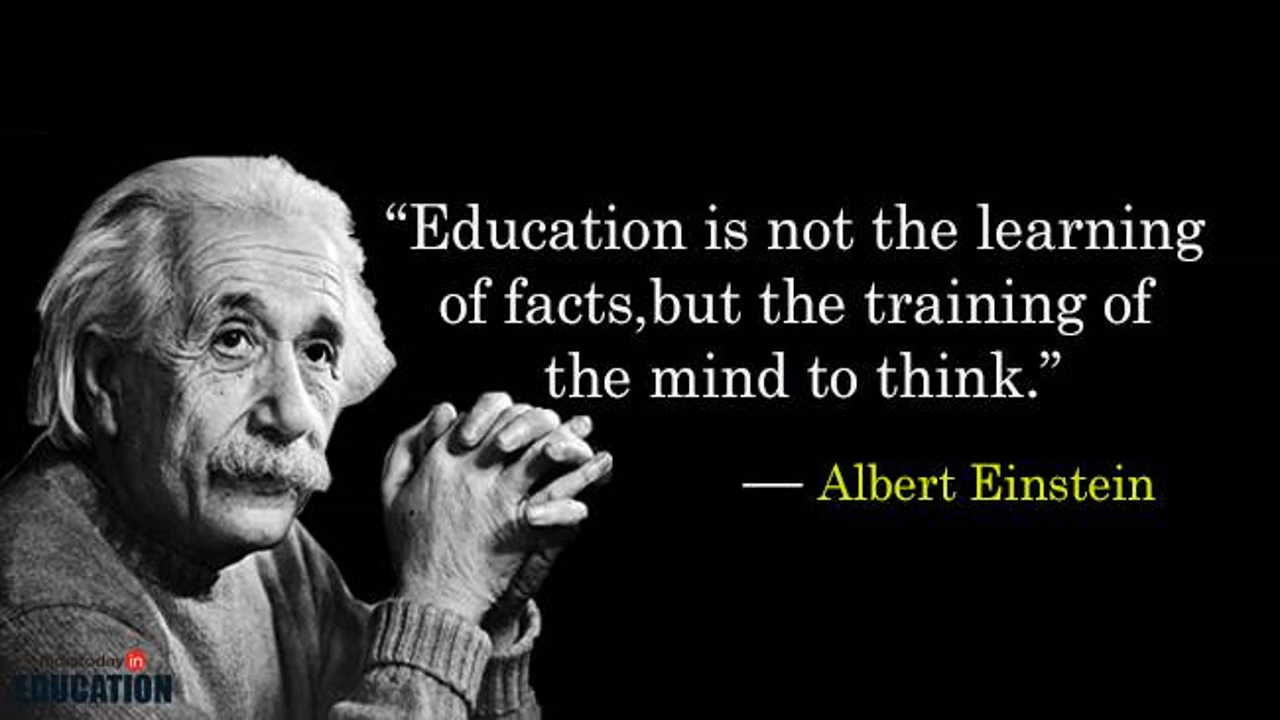 “Education is not the learning
of facts,but the training of
the mind to think.”
— Albert Einstein
indiatoday in
EDUCATION